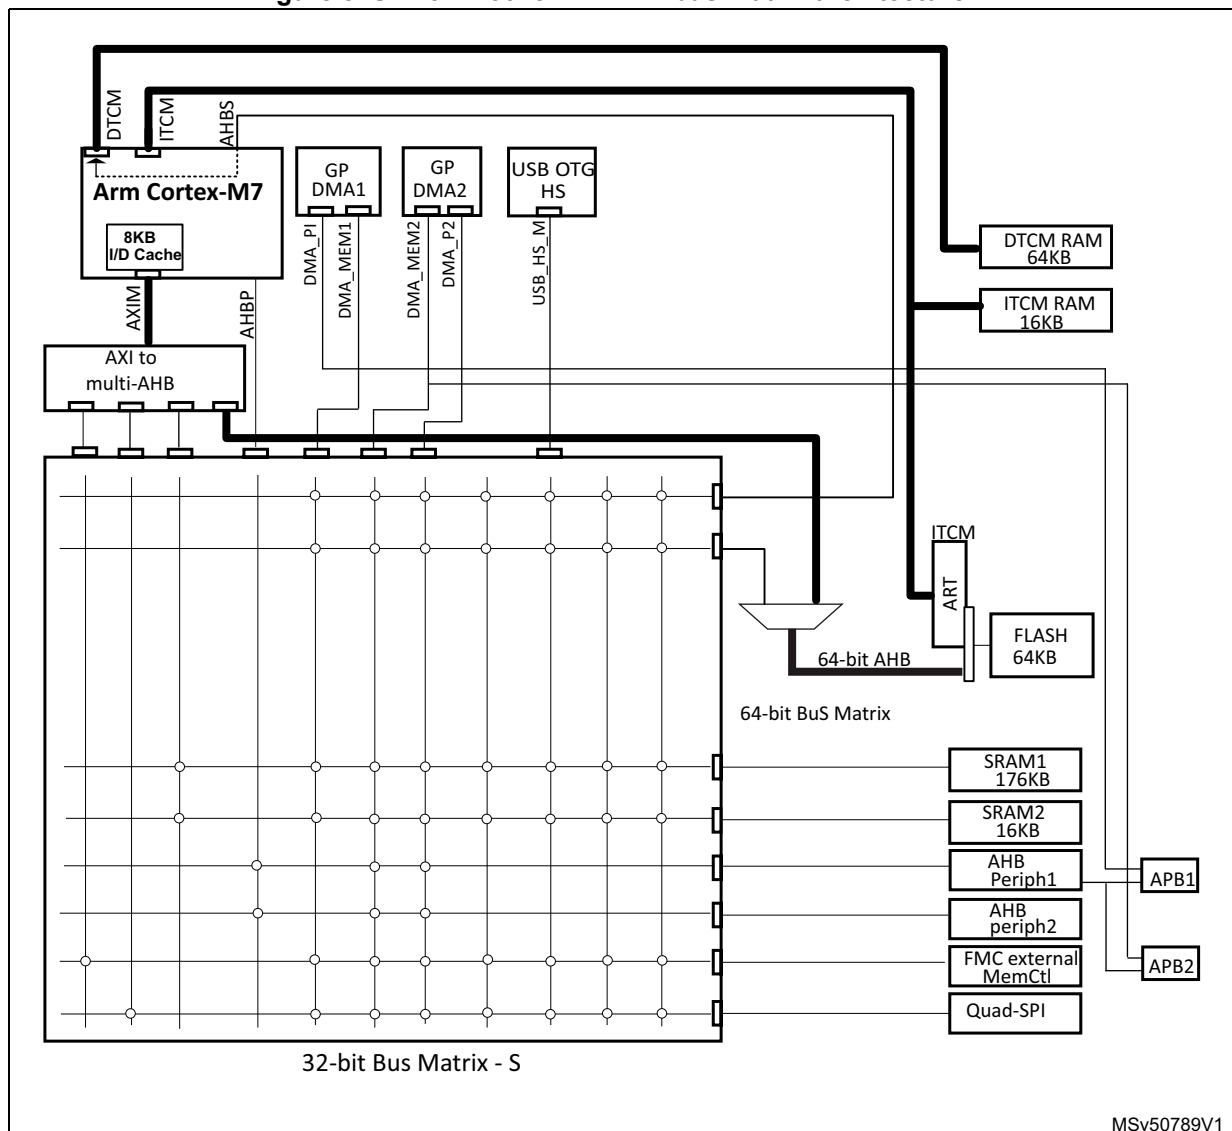 DTCM
ITCM
AHBS
Arm Cortex-M7
8KB
I/D Cache
GP
DMA1
GP
DMA2
USB OTG
HS
DTCM RAM
64KB
ITCM RAM
16KB
AXIM
AHBP
DMA_PI
DMA_MEM1
DMA_MEM2
DMA_P2
USB_HS_M
AXI to
multi-AHB
ITCM
ART
FLASH
64KB
64-bit AHB
64-bit BuS Matrix
SRAM1
176KB
SRAM2
16KB
AHB
Periph1
APB1
AHB
periph2
FMC external
MemCtl
APB2
Quad-SPI
32-bit Bus Matrix - S
MSv50789V1